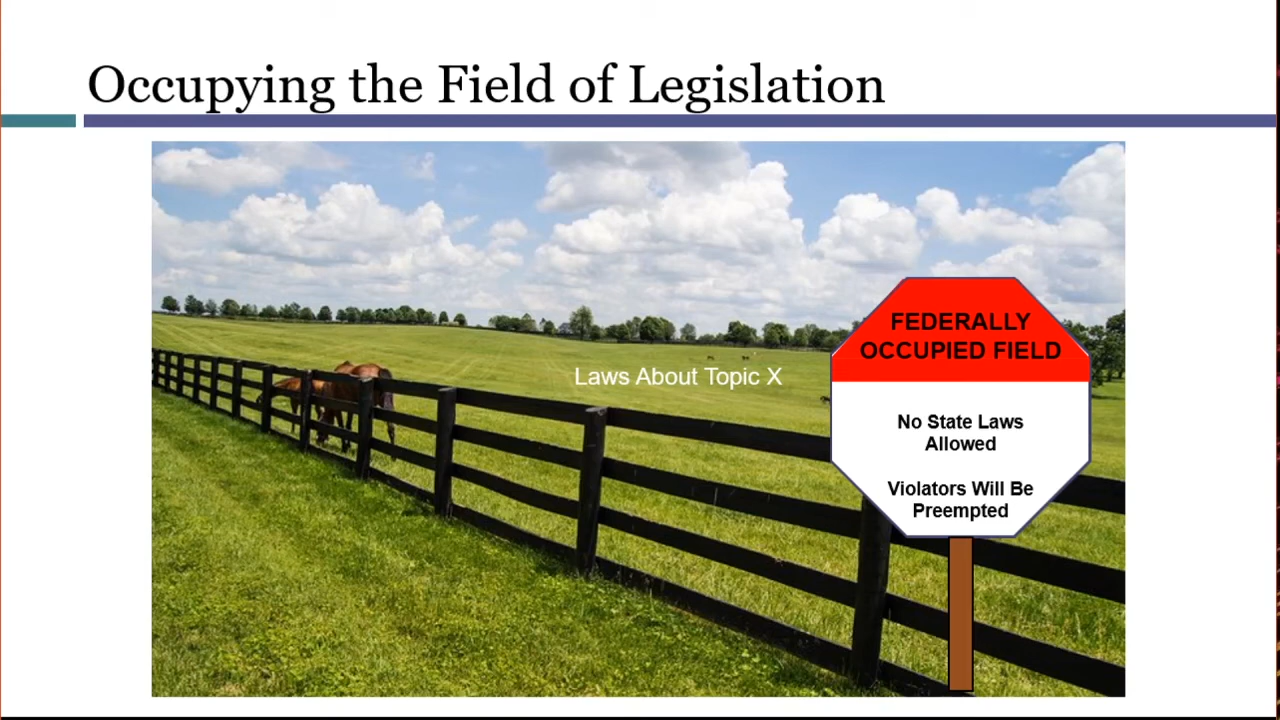 Occupying the Field of Legislation
Laws About Topic X
FEDERALLY
OCCUPIED FIELD
No State Laws
Allowed
Violators Will Be
Preempted